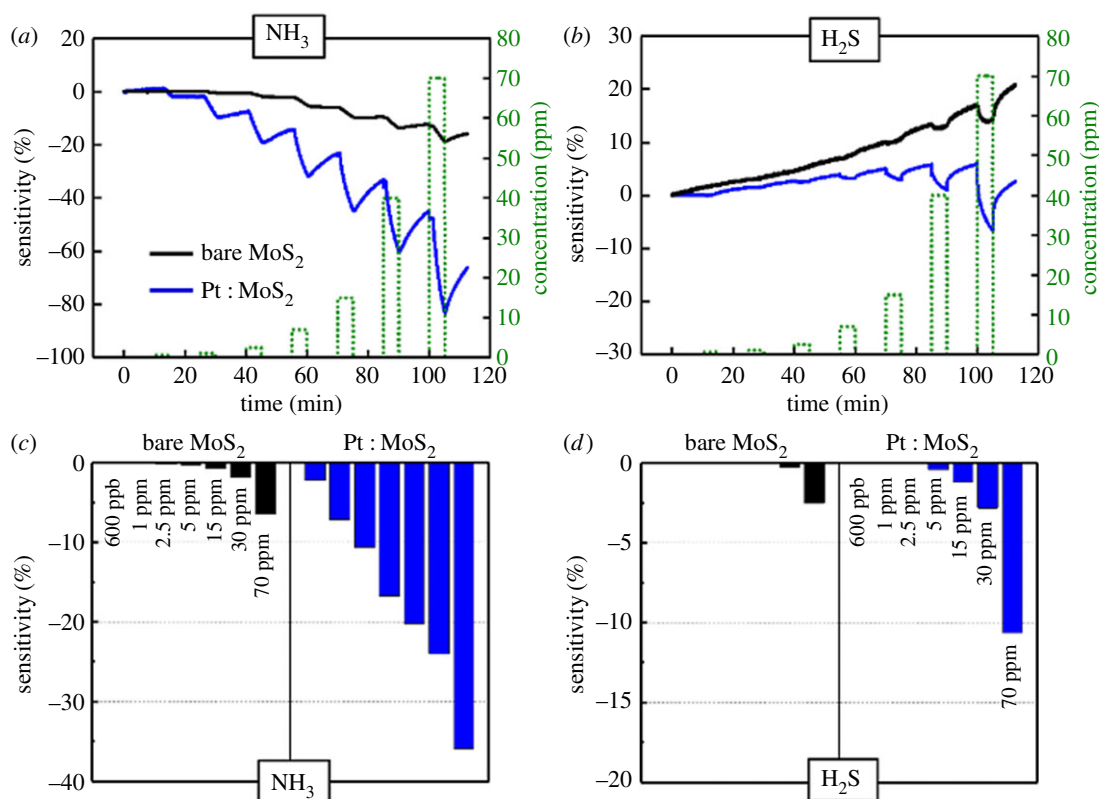 (a)
NH3
20
0
–20
–40
–60
–80
–100
sensitivity (%)
bare MoS2
Pt : MoS2
80
70
60
50
40
30
20
10
0
concentration (ppm)
0 20 40 60 80 100 120
time (min)
(b)
H2S
30
20
10
0
–10
–20
–30
sensitivity (%)
80
70
60
50
40
30
20
10
0
concentration (ppm)
0 20 40 60 80 100 120
time (min)
(c)
bare MoS2 Pt : MoS2
0
–10
–20
–30
–40
sensitivity (%)
600 ppb
1 ppm
2.5 ppm
5 ppm
15 ppm
30 ppm
70 ppm
NH3
(d)
bare MoS2 Pt : MoS2
0
–5
–10
–15
–20
sensitivity (%)
600 ppb
1 ppm
2.5 ppm
5 ppm
15 ppm
30 ppm
70 ppm
H2S